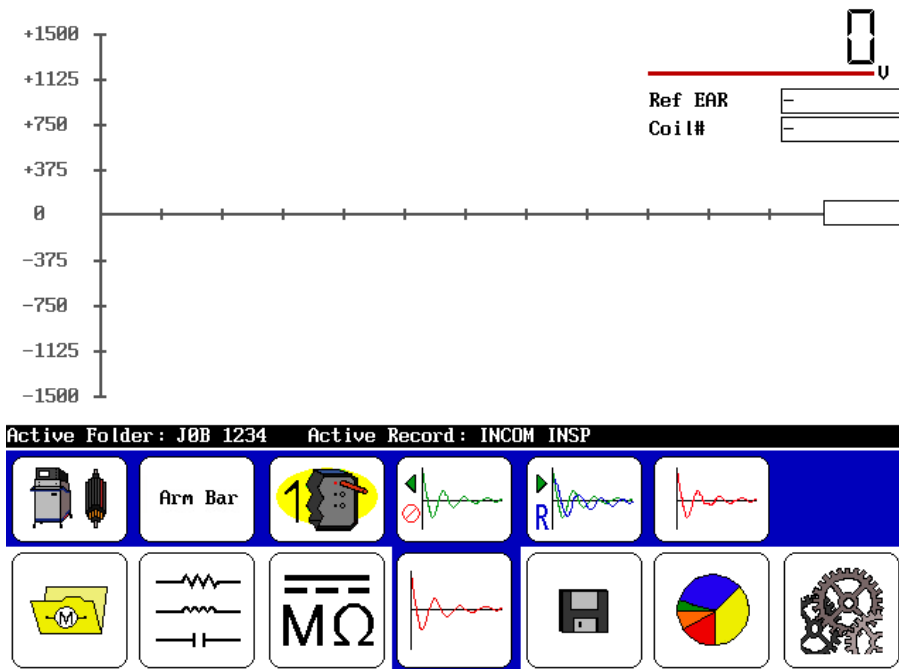 +1500
0
+1125
V
Ref EAR
-
+750
Coil#
-
+375
0
-375
-750
-1125
-1500
Active Folder: JOB 1234 Active Record: INCOM INSP
Arm Bar
1
R
M
MΩ